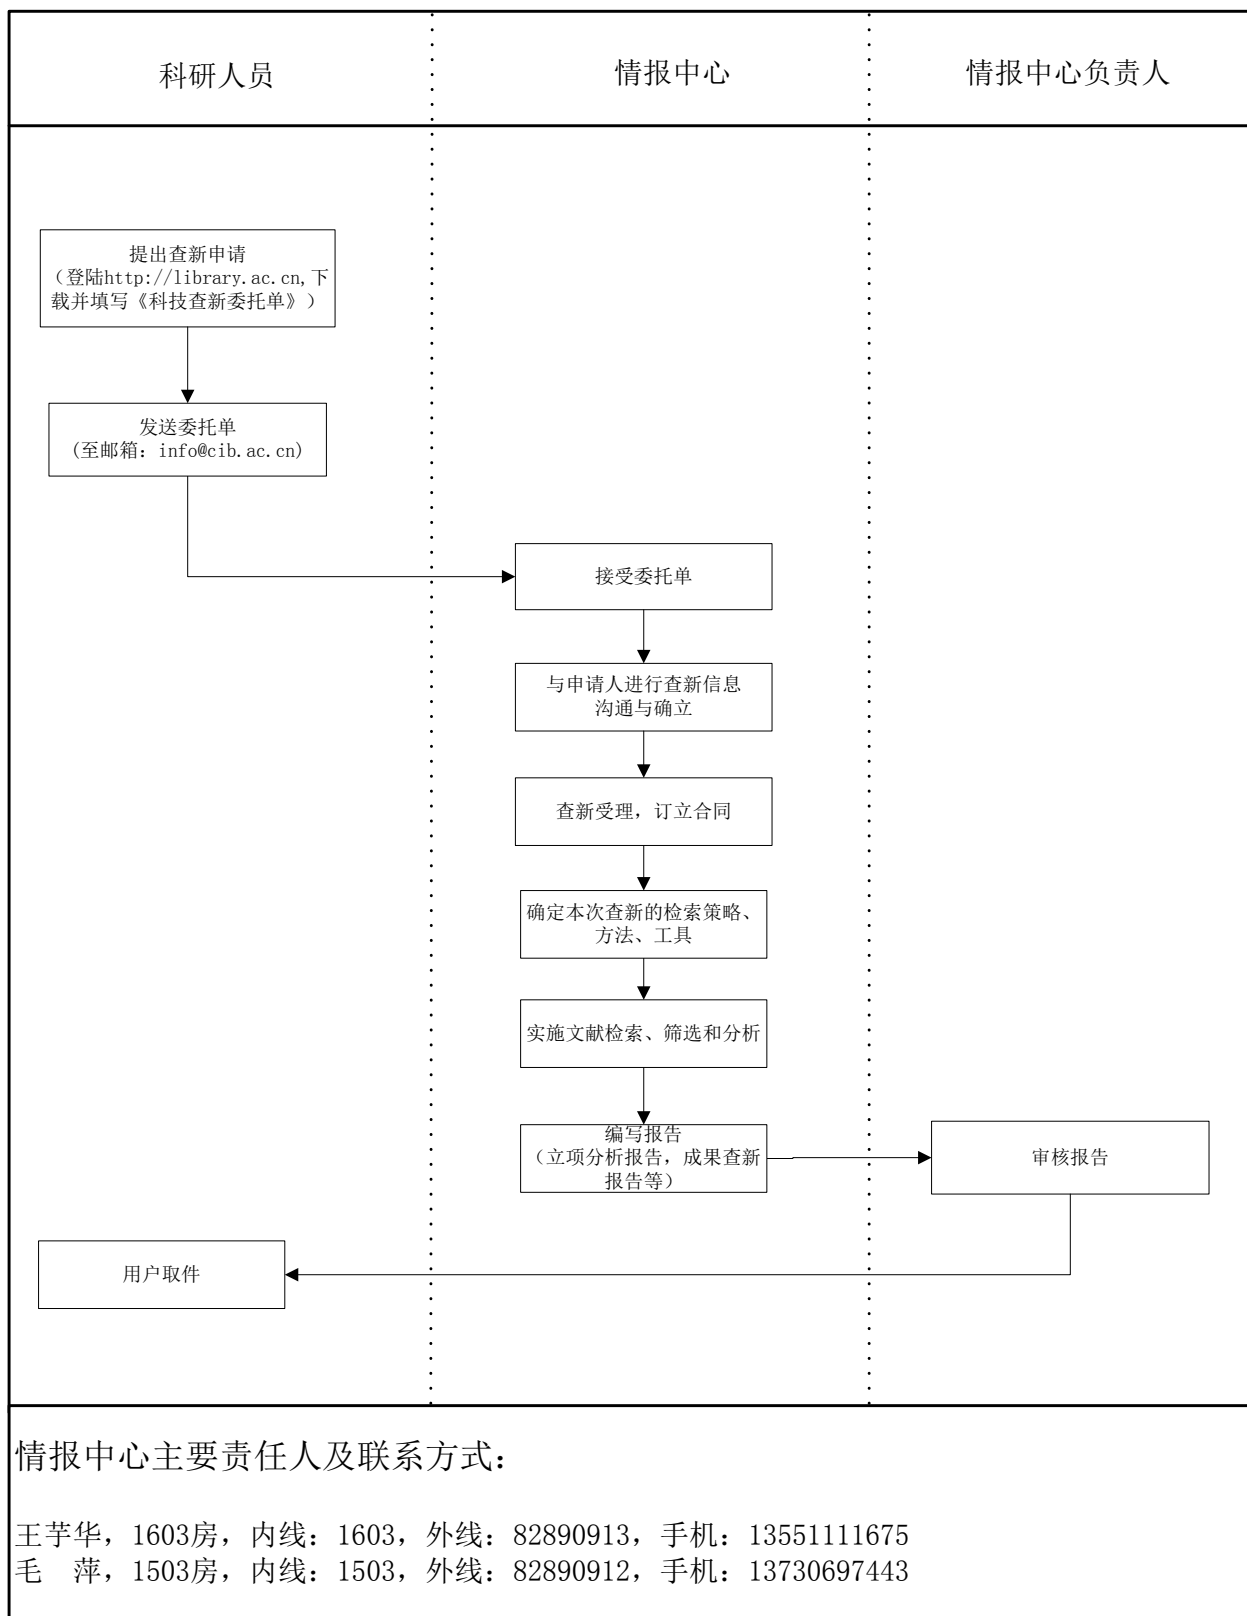 科研人员
情报中心
情报中心负责人
提出查新申请
（登陆http://library.ac.cn,下
载并填写《科技查新委托单》）
发送委托单
(至邮箱：info@cib.ac.cn)
接受委托单
与申请人进行查新信息
沟通与确立
查新受理，订立合同
确定本次查新的检索策略、
方法、工具
实施文献检索、筛选和分析
编写报告
（立项分析报告，成果查新
报告等）
审核报告
用户取件
情报中心主要责任人及联系方式：
王芋华，1603房，内线：1603，外线：82890913，手机：13551111675
毛　萍，1503房，内线：1503，外线：82890912，手机：13730697443